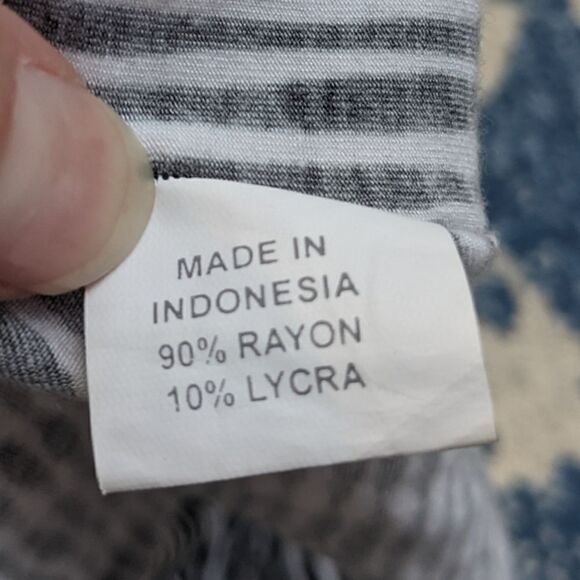 MADE IN
INDONESIA
90% RAYON
10% LYCRA